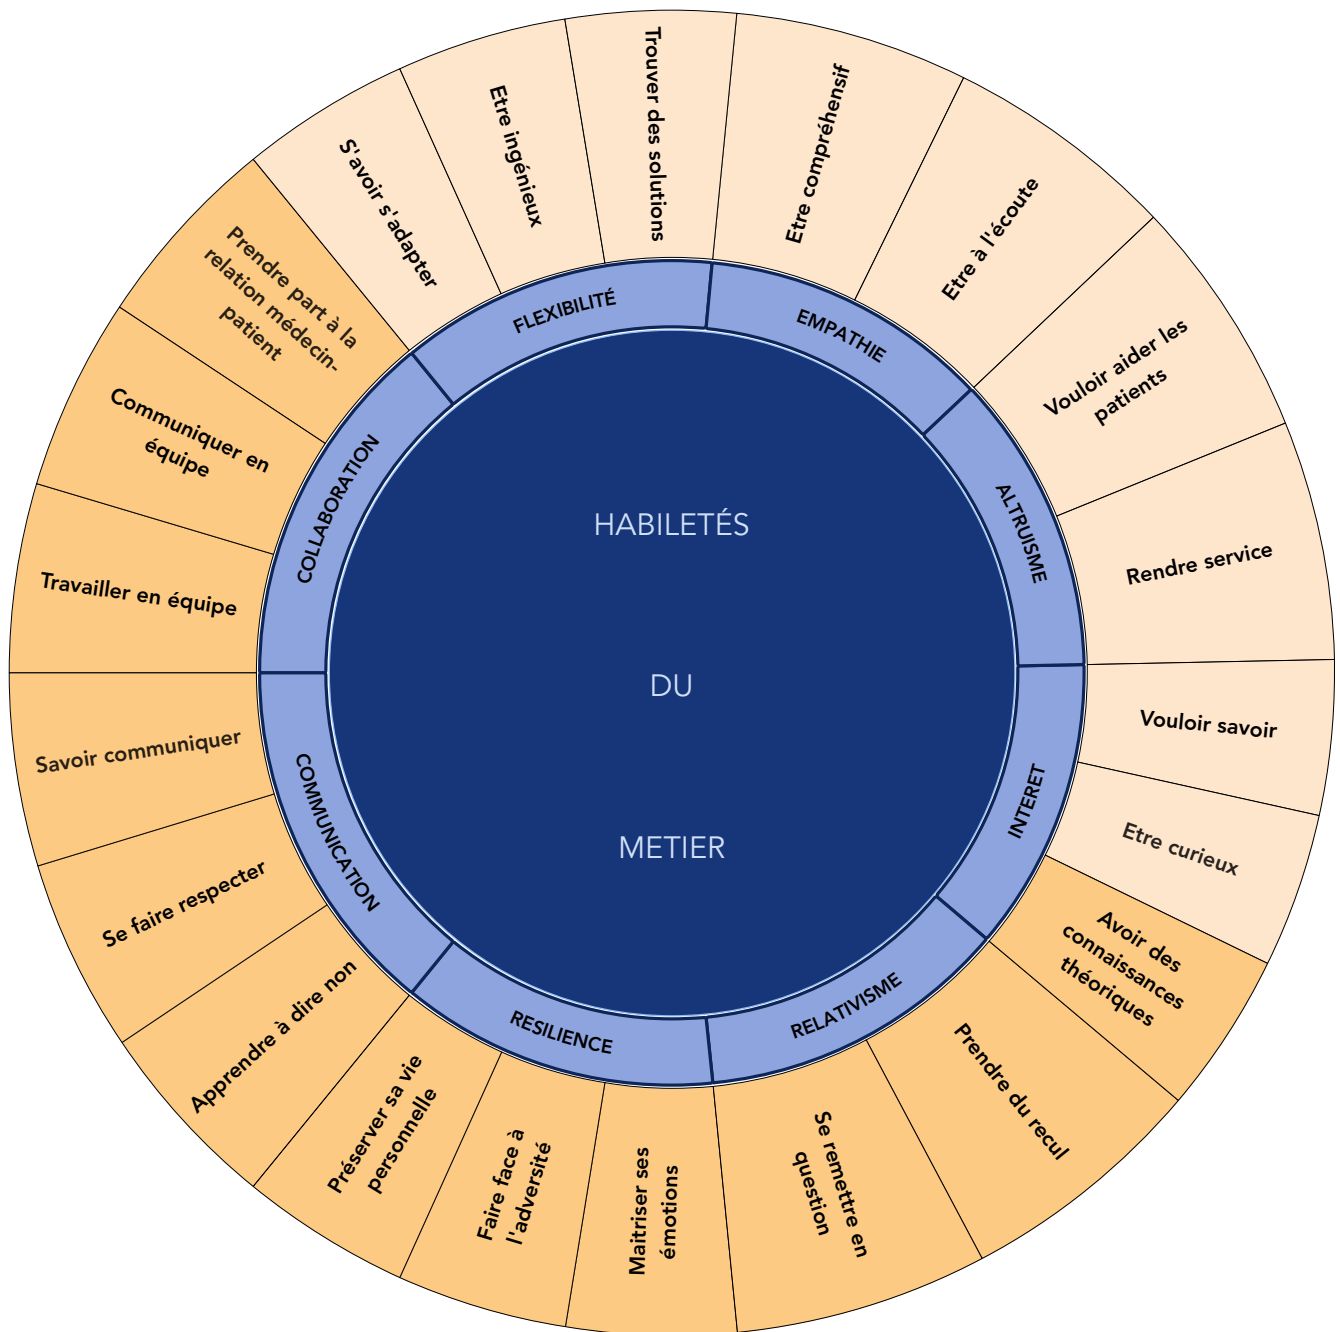 HABILETÉS
DU
METIER
FLEXIBILITÉ
EMPATHIE
ALTRUISME
INTERET
RELATIVISME
RESILIENCE
COMMUNICATION
COLLABORATION
S'avoir s'adapter
Etre ingénieux
Trouver des solutions
Etre compréhensif
Etre à l'écoute
Vouloir aider les
patients
Rendre service
Vouloir savoir
Etre curieux
Avoir des
connaissances
théoriques
Prendre du recul
Se remettre en
question
Maitriser ses
émotions
Faire face à
l'adversité
Préserver sa vie
personnelle
Apprendre à dire non
Se faire respecter
Savoir communiquer
Travailler en équipe
Communiquer en
équipe
Prendre part à la
relation médecin-
patient